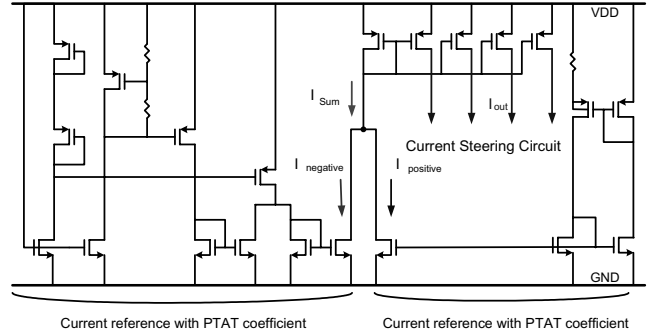 VDD
I Sum
I out
Current Steering Circuit
I negative
I positive
GND
Current reference with PTAT coefficient
Current reference with PTAT coefficient